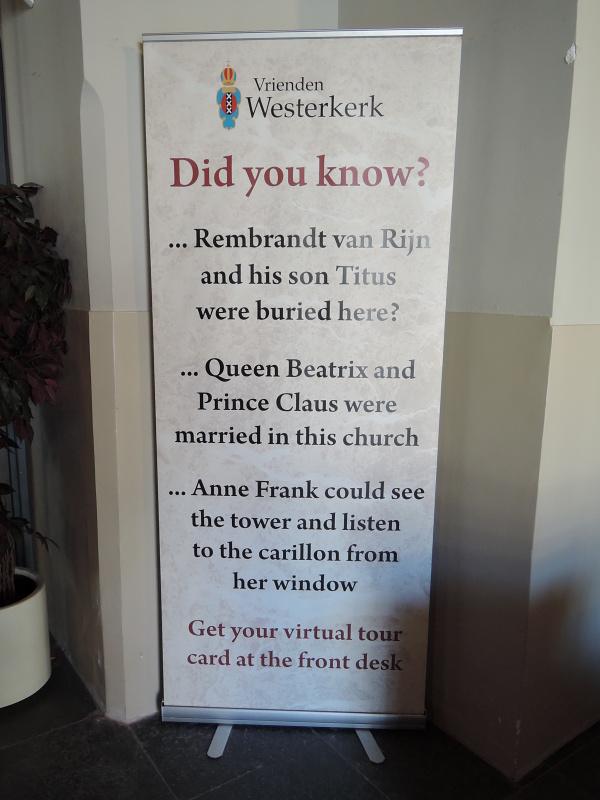 Vrienden
Westerkerk
Did you know?
... Rembrandt van Rijn
and his son Titus
were buried here?
... Queen Beatrix and
Prince Claus were
married in this church
... Anne Frank could see
the tower and listen
to the carillon from
her window
Get your virtual tour
card at the front desk